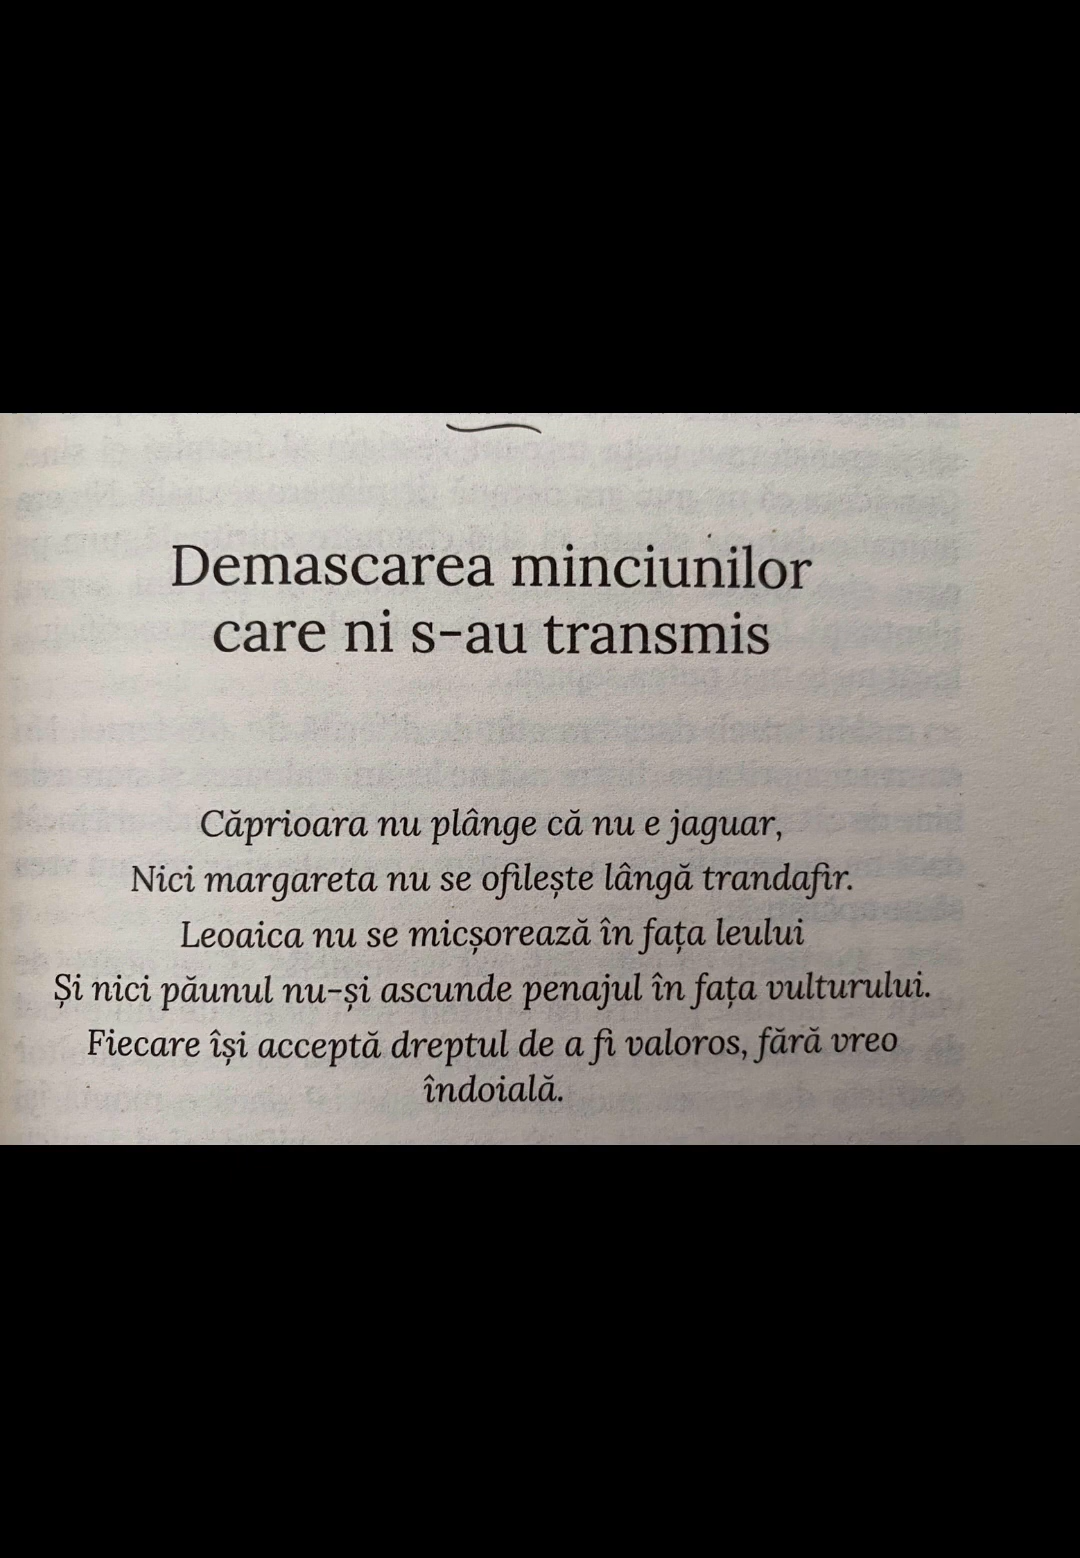 Demascarea minciunilor
care ni s-au transmis
Căprioara nu plânge că nu e jaguar,
Nici margareta nu se ofilește lângă trandafir.
Leoaica nu se micșorează în fața leului
Și nici păunul nu-și ascunde penajul în fața vulturului.
Fiecare își acceptă dreptul de a fi valoros, fără vreo
îndoială.